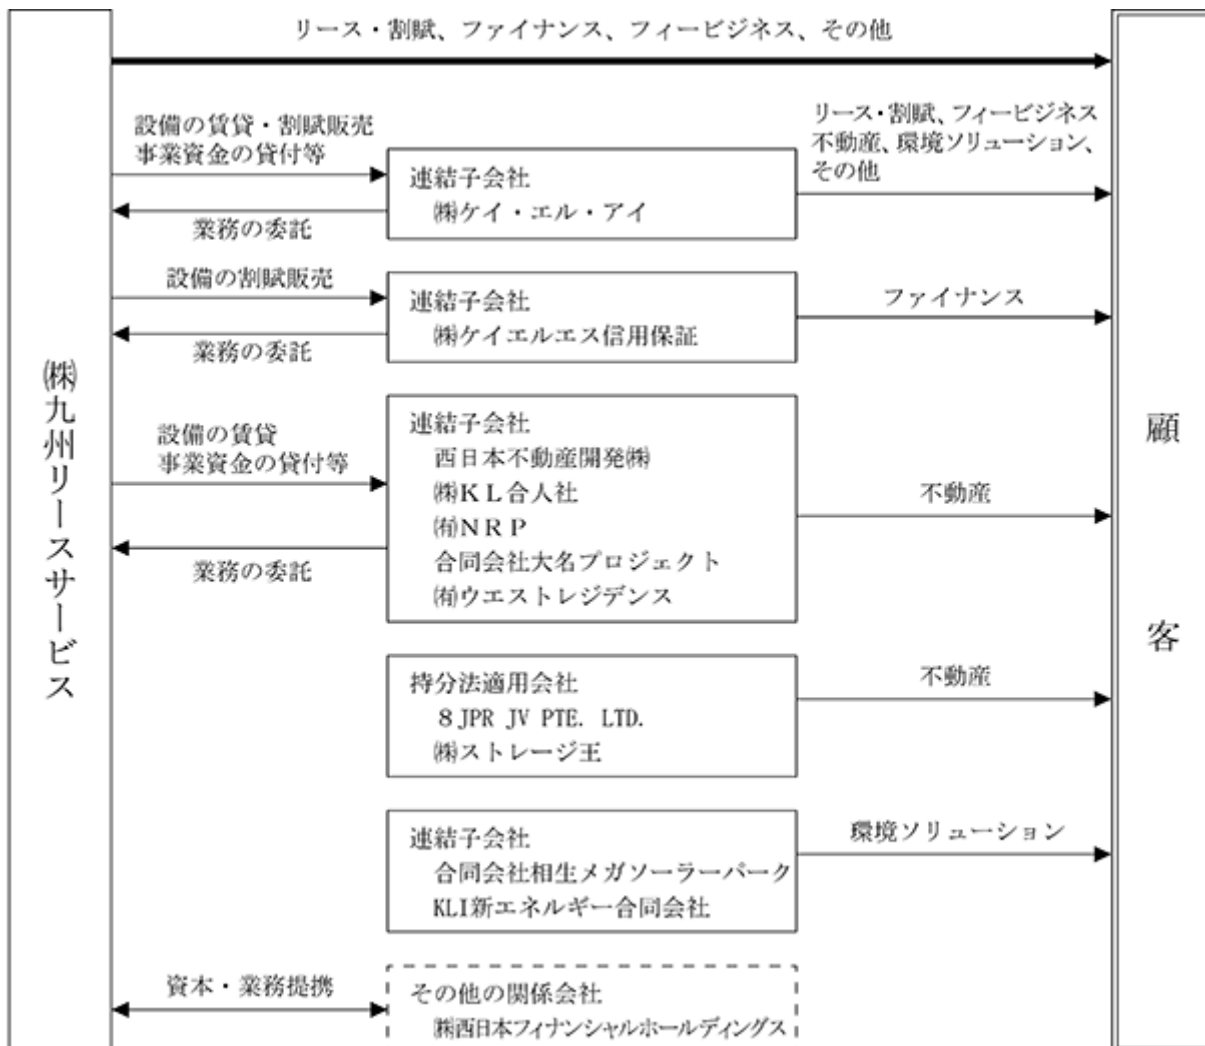 リース・割賦、ファイナンス、フィービジネス、その他
設備の賃貸・割賦販売
事業資金の貸付等
業務の委託
連結子会社
㈱ケイ・エル・アイ
リース・割賦、フィービジネス
不動産、環境ソリューション、
その他
設備の割賦販売
業務の委託
連結子会社
㈱ケイエルエス信用保証
ファイナンス
㈱九州リースサービス
顧客
設備の賃貸
事業資金の貸付等
業務の委託
連結子会社
西日本不動産開発㈱
㈱ＫＬ合人社
㈲ＮＲＰ
合同会社大名プロジェクト
㈲ウエストレジデンス
不動産
持分法適用会社
８JPR JV PTE. LTD.
㈱ストレージ王
不動産
連結子会社
合同会社相生メガソーラーパーク
KLI新エネルギー合同会社
環境ソリューション
資本・業務提携
その他の関係会社
㈱西日本フィナンシャルホールディングス